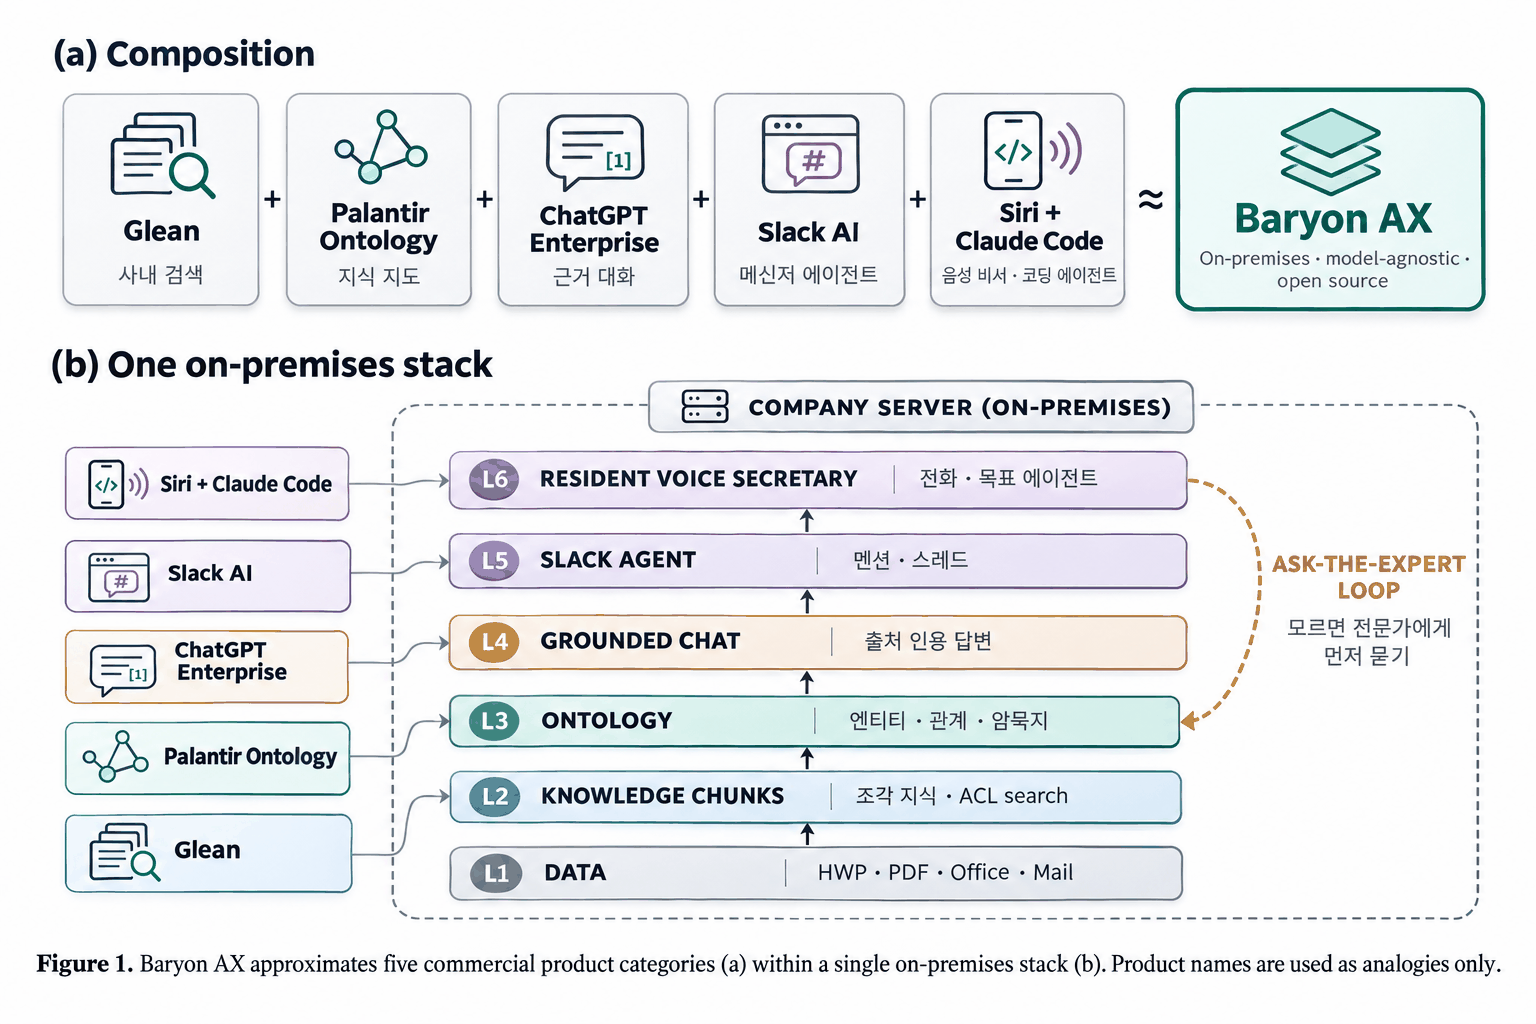 (a) Composition
Glean
사내 검색
+
Palantir
Ontology
지식 지도
+
[1]
ChatGPT
Enterprise
근거 대화
+
#
Slack AI
메신저 에이전트
+
</>
Siri +
Claude Code
음성 비서 · 코딩 에이전트
≈
Baryon AX
On-premises · model-agnostic ·
open source
(b) One on-premises stack
COMPANY SERVER (ON-PREMISES)
</> Siri + Claude Code
L6 RESIDENT VOICE SECRETARY | 전화 · 목표 에이전트
# Slack AI
L5 SLACK AGENT | 멘션 · 스레드
[1] ChatGPT
Enterprise
L4 GROUNDED CHAT | 출처 인용 답변
Palantir Ontology
L3 ONTOLOGY | 엔티티 · 관계 · 암묵지
Glean
L2 KNOWLEDGE CHUNKS | 조각 지식 · ACL search
L1 DATA | HWP · PDF · Office · Mail
ASK-THE-EXPERT
LOOP
모르면 전문가에게
먼저 묻기
Figure 1. Baryon AX approximates five commercial product categories (a) within a single on-premises stack (b). Product names are used as analogies only.